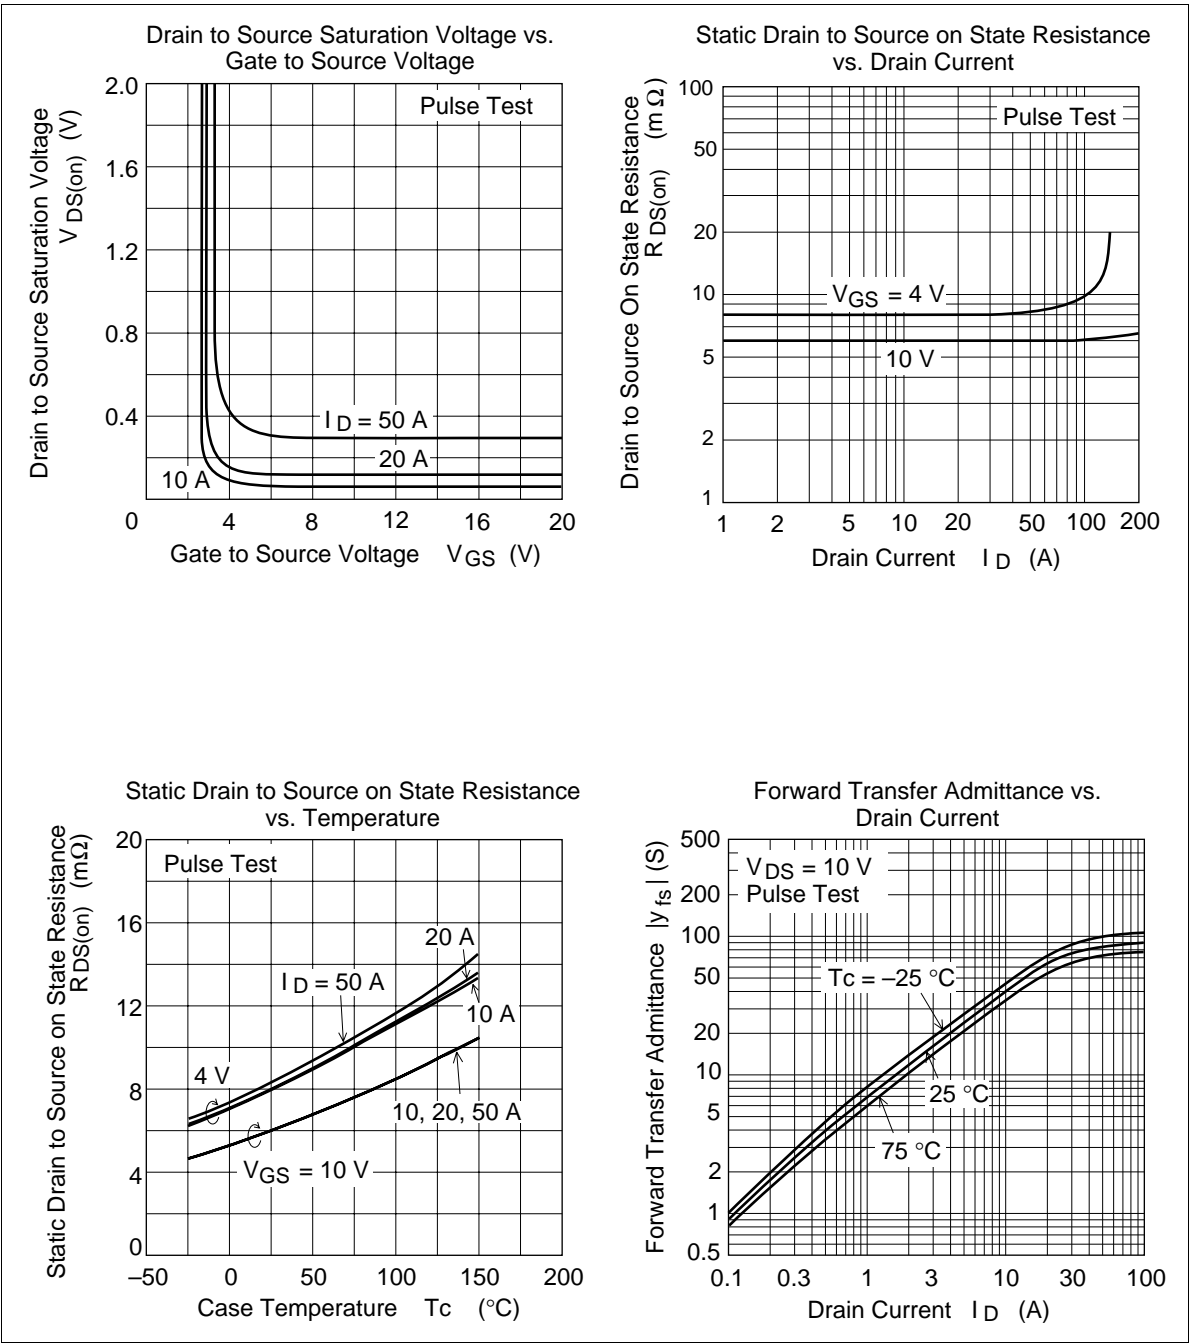 Drain to Source Saturation Voltage vs.
Gate to Source Voltage
Drain to Source Saturation Voltage
V DS(on) (V)
2.0
1.6
1.2
0.8
0.4
0
Pulse Test
I D = 50 A
20 A
10 A
4
8
12
16
20
Gate to Source Voltage V GS (V)
Static Drain to Source on State Resistance
vs. Drain Current
Drain to Source On State Resistance
R DS(on) (m Ω)
100
50
20
10
5
2
1
Pulse Test
V GS = 4 V
10 V
1
2
5
10
20
50
100
200
Drain Current I D (A)
Static Drain to Source on State Resistance
vs. Temperature
Static Drain to Source on State Resistance
R DS(on) (mΩ)
20
16
12
8
4
0
Pulse Test
20 A
I D = 50 A
10 A
4 V
10, 20, 50 A
V GS = 10 V
–50
0
50
100
150
200
Case Temperature Tc (°C)
Forward Transfer Admittance vs.
Drain Current
Forward Transfer Admittance |y fs| (S)
500
200
100
50
20
10
5
2
1
0.5
V DS = 10 V
Pulse Test
Tc = –25 °C
25 °C
75 °C
0.1
0.3
1
3
10
30
100
Drain Current I D (A)